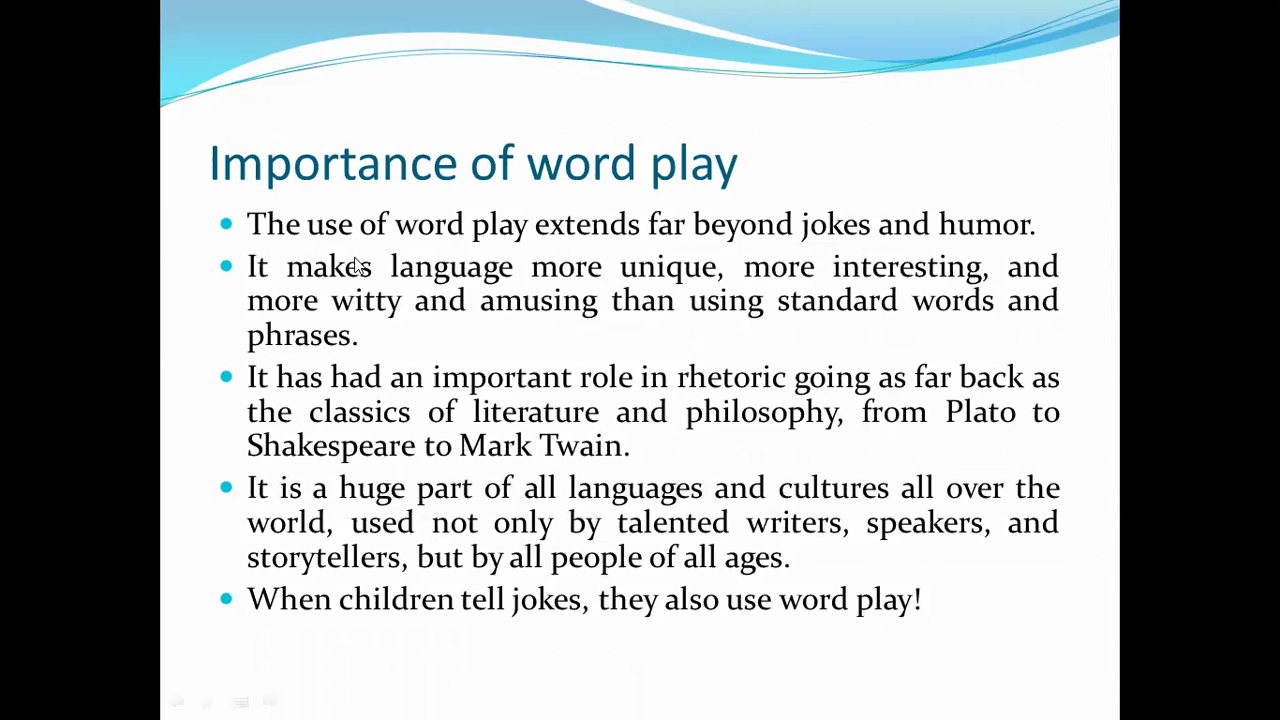 Importance of word play
The use of word play extends far beyond jokes and humor.
It makes language more unique, more interesting, and
more witty and amusing than using standard words and
phrases.
It has had an important role in rhetoric going as far back as
the classics of literature and philosophy, from Plato to
Shakespeare to Mark Twain.
It is a huge part of all languages and cultures all over the
world, used not only by talented writers, speakers, and
storytellers, but by all people of all ages.
When children tell jokes, they also use word play!